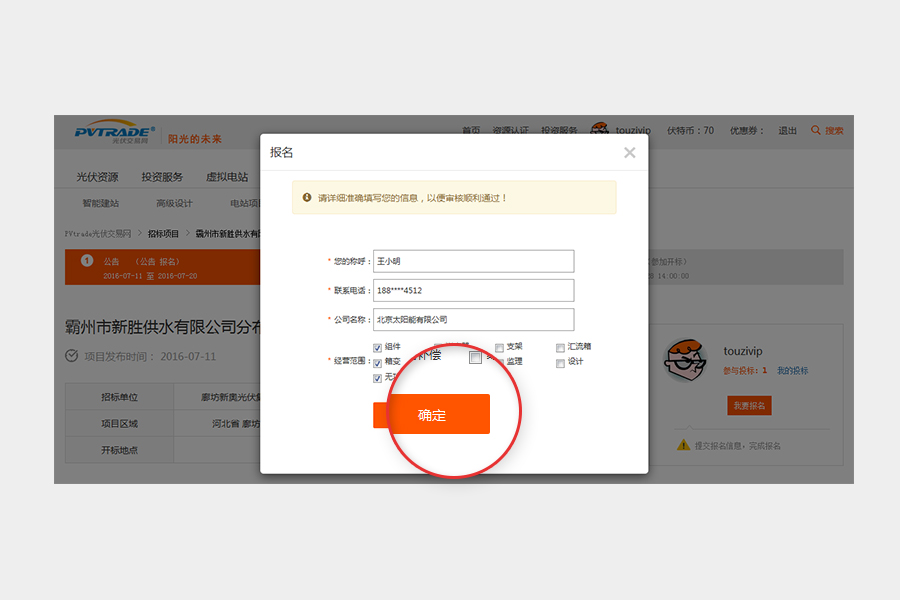 PVTRADE®
光伏交易网
阳光的未来
首页 资源认证 投资服务 touzivip 伏特币：70 优惠券： 退出 搜索
光伏资源 投资服务 虚拟电站
智能建站 高级设计 电站项
PVtrade光伏交易网 > 招标项目 > 霸州市新胜供水有
1 公告 （公告 报名）
2016-07-11 至 2016-07-20
参加开标）
14 00:00
霸州市新胜供水有限公司分布
项目发布时间： 2016-07-11
招标单位 廊坊新奥光伏
项目区域 河北省 廊坊
开标地点
报名
请详细准确填写您的信息，以便审核顺利通过！
* 您的称呼： 王小明
* 联系电话： 188****4512
* 公司名称： 北京太阳能有限公司
* 经营范围：
组件 支架 汇流箱
箱变 补偿 监理 设计
无
确定
touzivip
参与投标：1 我的投标
我要报名
提交报名信息，完成报名